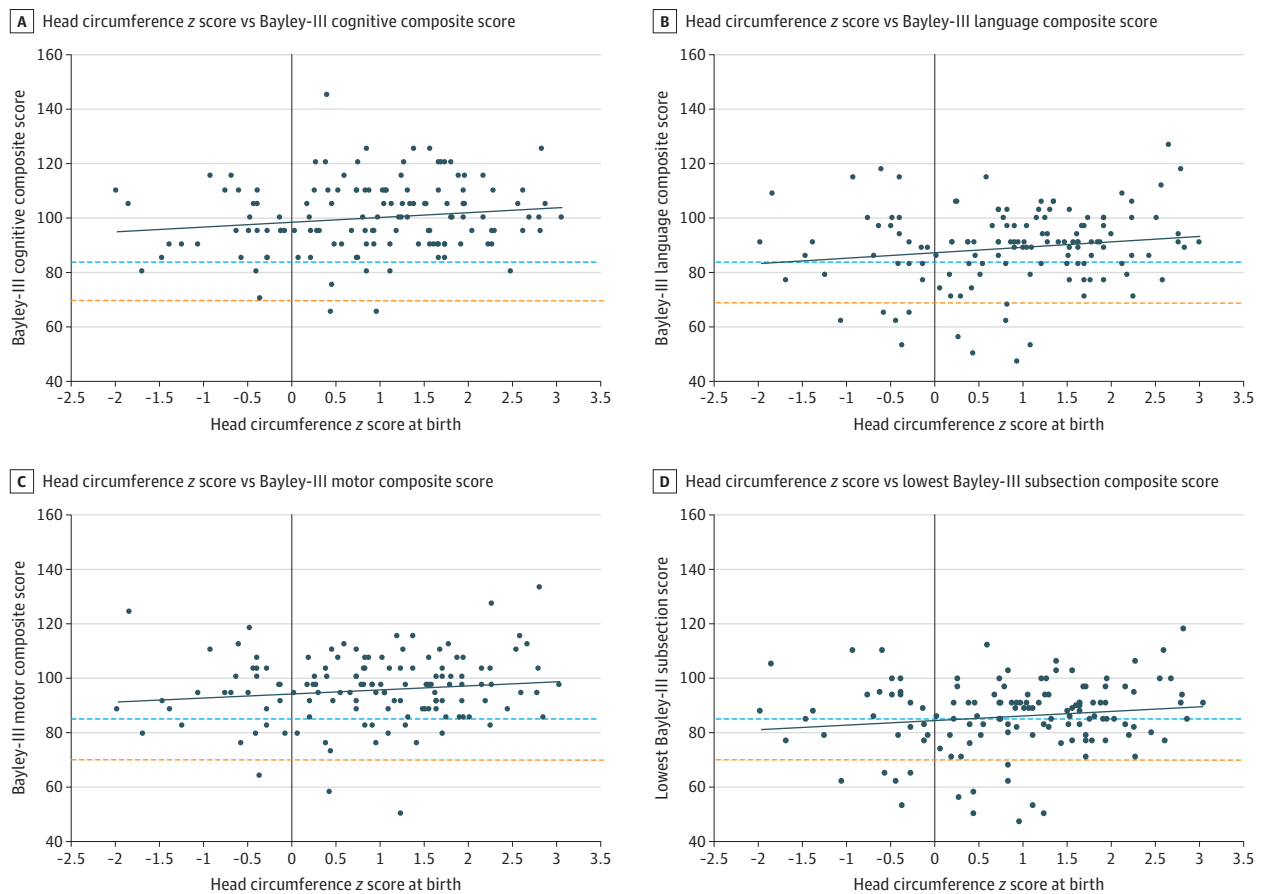 A Head circumference z score vs Bayley-III cognitive composite score
160
140
120
100
80
60
40
Bayley-III cognitive composite score
-2.5 -2 -1.5 -1 -0.5 0 0.5 1 1.5 2 2.5 3 3.5
Head circumference z score at birth
B Head circumference z score vs Bayley-III language composite score
160
140
120
100
80
60
40
Bayley-III language composite score
-2.5 -2 -1.5 -1 -0.5 0 0.5 1 1.5 2 2.5 3 3.5
Head circumference z score at birth
C Head circumference z score vs Bayley-III motor composite score
160
140
120
100
80
60
40
Bayley-III motor composite score
-2.5 -2 -1.5 -1 -0.5 0 0.5 1 1.5 2 2.5 3 3.5
Head circumference z score at birth
D Head circumference z score vs lowest Bayley-III subsection composite score
160
140
120
100
80
60
40
Lowest Bayley-III subsection score
-2.5 -2 -1.5 -1 -0.5 0 0.5 1 1.5 2 2.5 3 3.5
Head circumference z score at birth